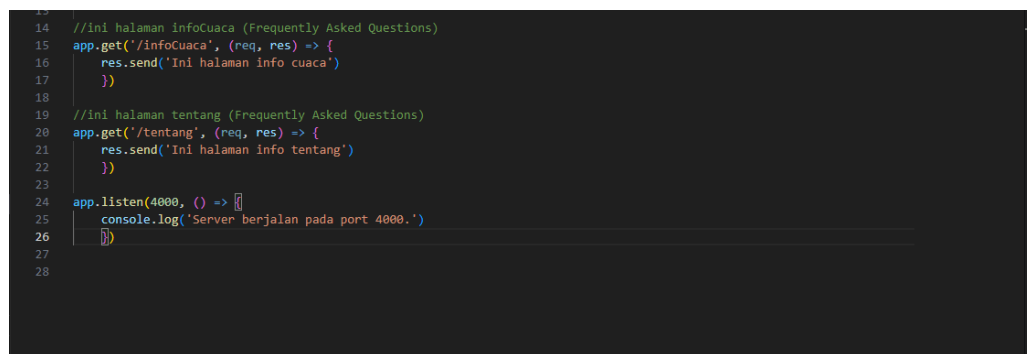 13
14 //ini halaman infoCuaca (Frequently Asked Questions)
15 app.get('/infoCuaca', (req, res) => {
16 res.send('Ini halaman info cuaca')
17 })
18
19 //ini halaman tentang (Frequently Asked Questions)
20 app.get('/tentang', (req, res) => {
21 res.send('Ini halaman info tentang')
22 })
23
24 app.listen(4000, () => {
25 console.log('Server berjalan pada port 4000.')
26 })
27
28